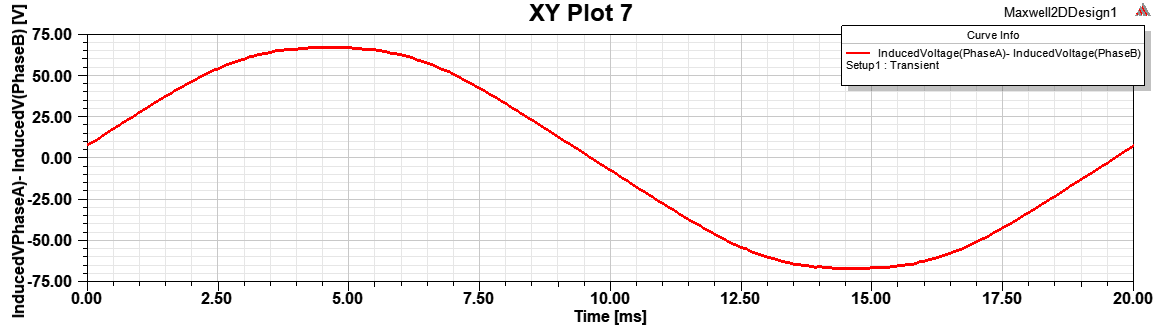 XY Plot 7
Maxwell2DDesign1
Curve Info
InducedVoltage(PhaseA)- InducedVoltage(PhaseB)
Setup1 : Transient
InducedVPhaseA)- InducedV(PhaseB) [V]
75.00
50.00
25.00
0.00
-25.00
-50.00
-75.00
0.00 2.50 5.00 7.50 10.00 12.50 15.00 17.50 20.00
Time [ms]